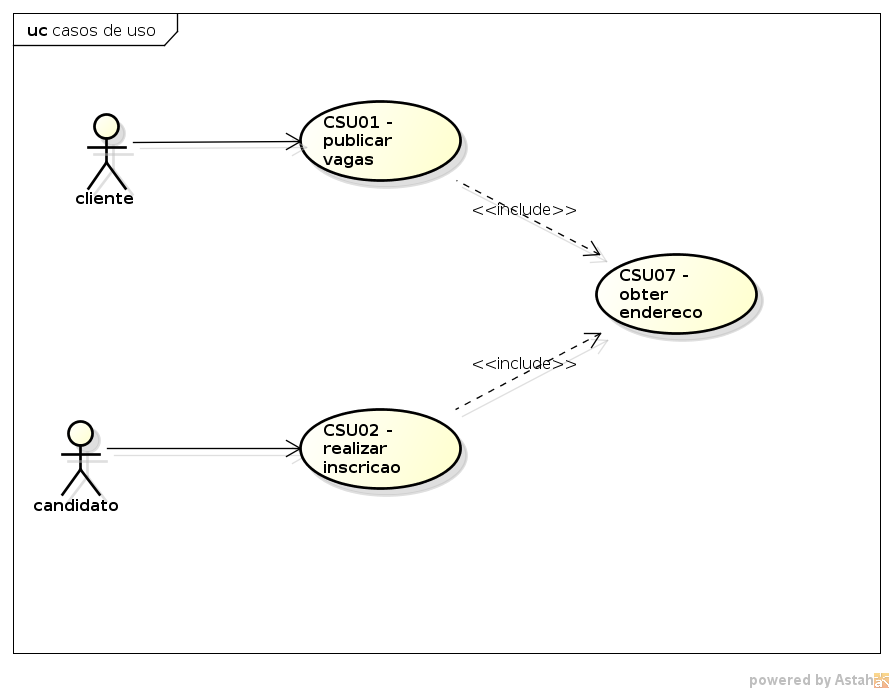 uc casos de uso
CSU01 -
publicar
vagas
cliente
<<include>>
CSU07 -
obter
endereco
<<include>>
CSU02 -
realizar
inscricao
candidato
powered by Astah